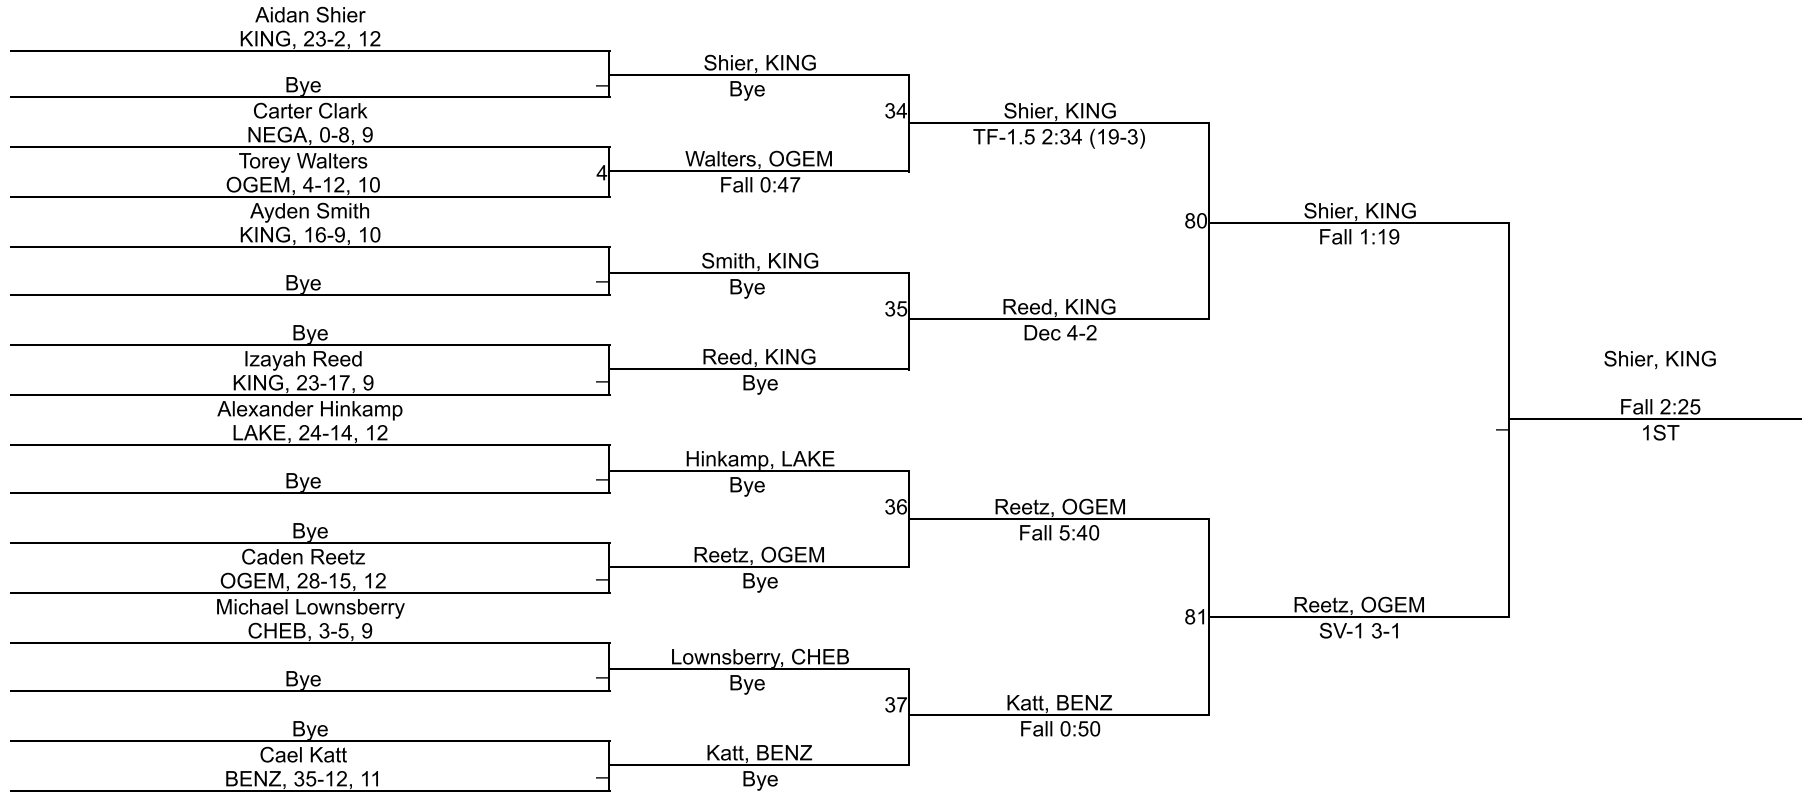 Aidan Shier
KING, 23-2, 12
Bye
Carter Clark
NEGA, 0-8, 9
Torey Walters
OGEM, 4-12, 10
Ayden Smith
KING, 16-9, 10
Bye
Bye
Izayah Reed
KING, 23-17, 9
Alexander Hinkamp
LAKE, 24-14, 12
Bye
Bye
Caden Reetz
OGEM, 28-15, 12
Michael Lownsberry
CHEB, 3-5, 9
Bye
Bye
Cael Katt
BENZ, 35-12, 11
4
Shier, KING
Bye
Walters, OGEM
Fall 0:47
Smith, KING
Bye
Reed, KING
Bye
Hinkamp, LAKE
Bye
Reetz, OGEM
Bye
Lownsberry, CHEB
Bye
Katt, BENZ
Bye
34
35
36
37
Shier, KING
TF-1.5 2:34 (19-3)
Reed, KING
Dec 4-2
Reetz, OGEM
Fall 5:40
Katt, BENZ
Fall 0:50
80
81
Shier, KING
Fall 1:19
Reetz, OGEM
SV-1 3-1
Shier, KING
Fall 2:25
1ST